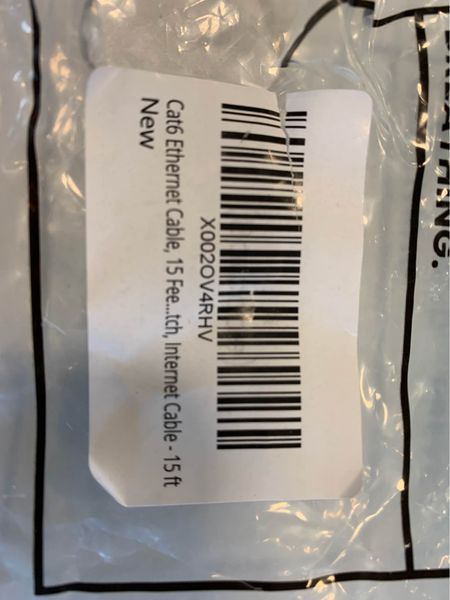 X002OV4RHV
Cat6 Ethernet Cable, 15 Fee...tch, Internet Cable - 15 ft
New